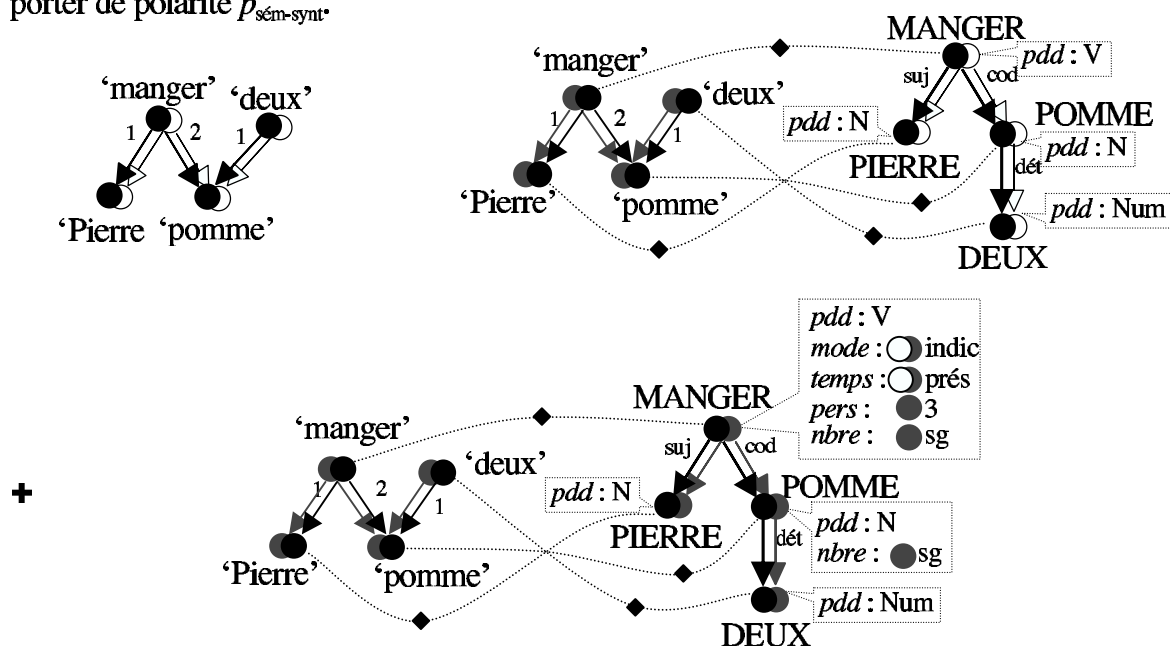 porter de polarité p sém-synt.
‘manger’
‘deux’
1
2
1
‘Pierre
‘pomme’
‘manger’
‘deux’
1
2
1
‘Pierre’
‘pomme’
MANGER
pdd : V
suj
cod
pdd : N
PIERRE
POMME
pdd : N
dét
pdd : Num
DEUX
+
‘manger’
‘deux’
1
2
1
‘Pierre’
‘pomme’
MANGER
pdd : V
mode : indic
temps : prés
pers : 3
nbre : sg
suj
cod
pdd : N
PIERRE
POMME
pdd : N
nbre : sg
dét
pdd : Num
DEUX